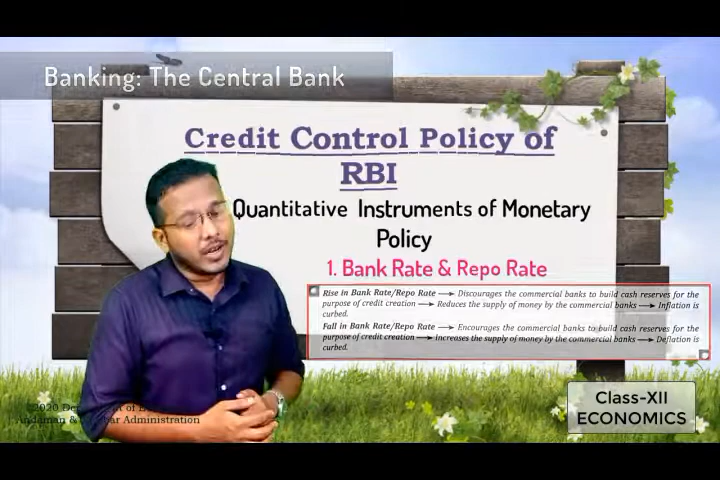 Banking: The Central Bank
Credit Control Policy of
RBI
Quantitative Instruments of Monetary
Policy
1. Bank Rate & Repo Rate
Rise in Bank Rate/Repo Rate ⟶ Discourages the commercial banks to build cash reserves for the
purpose of credit creation ⟶ Reduces the supply of money by the commercial banks ⟶ Inflation is
curbed.
Fall in Bank Rate/Repo Rate ⟶ Encourages the commercial banks to build cash reserves for the
purpose of credit creation ⟶ Increases the supply of money by the commercial banks ⟶ Deflation is
curbed.
Class-XII
ECONOMICS
2020
Administration